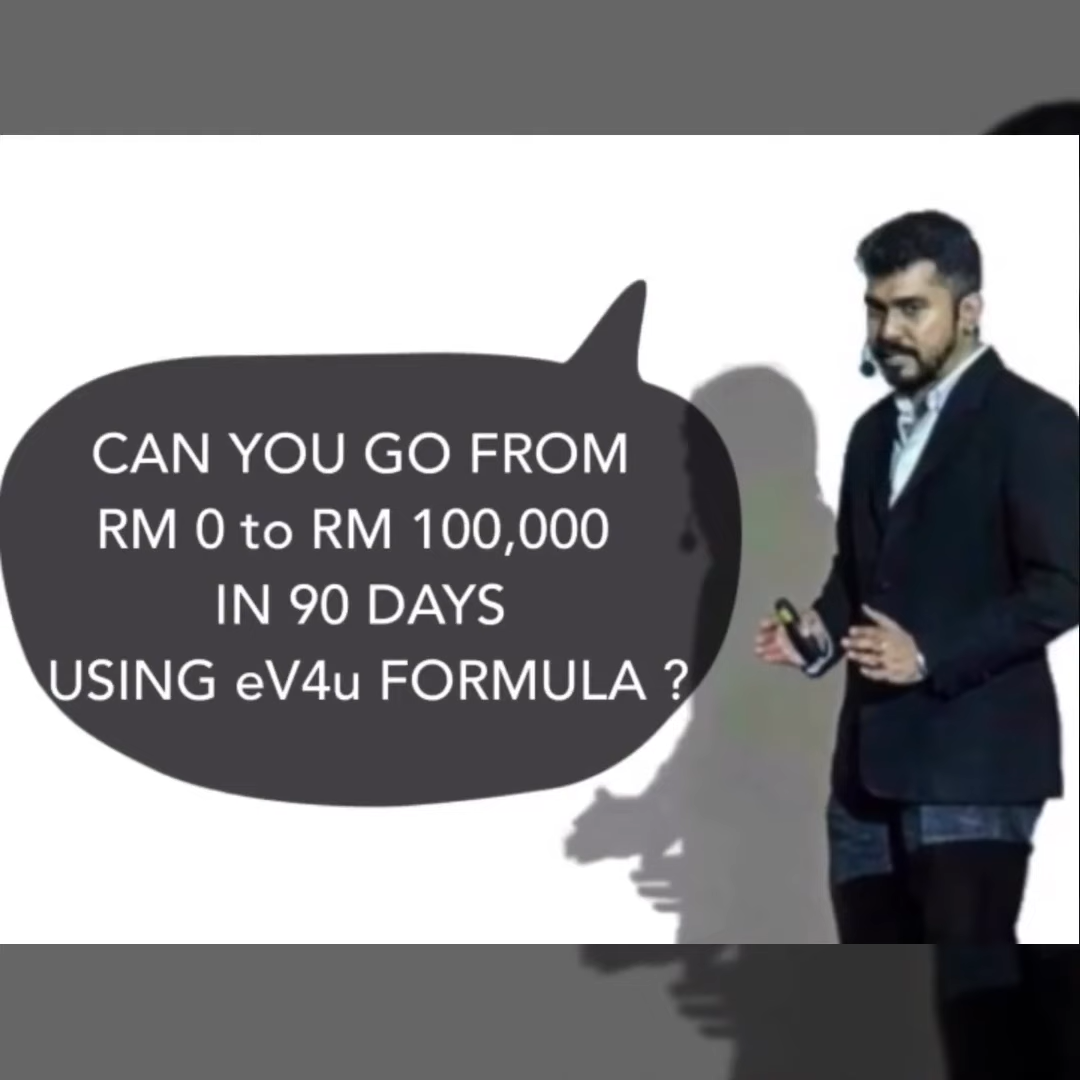 CAN YOU GO FROM
RM 0 to RM 100,000
IN 90 DAYS
USING eV4u FORMULA ?